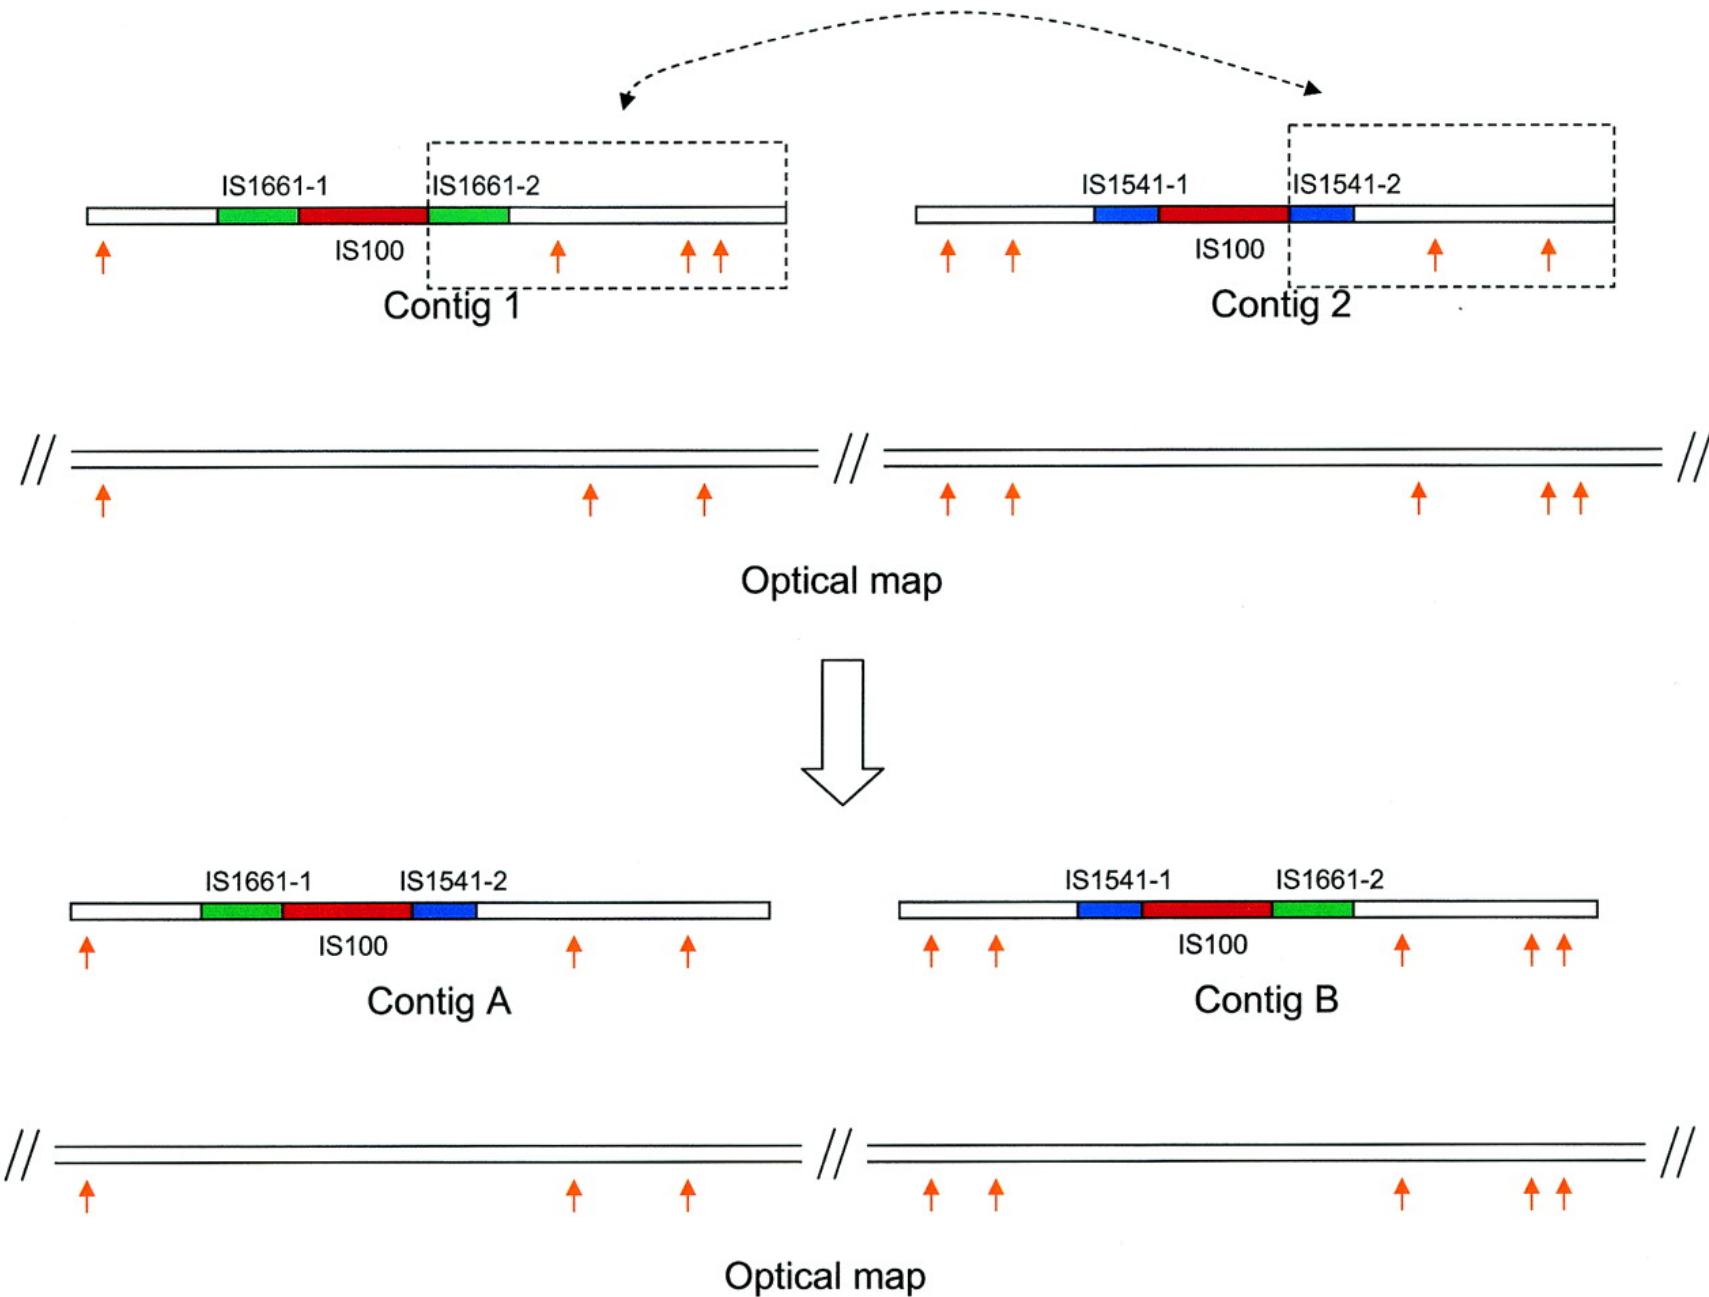 IS1661-1 IS1661-2 IS1541-1 IS1541-2
IS100 IS100
Contig 1 Contig 2
Optical map
IS1661-1 IS1541-2 IS1541-1 IS1661-2
IS100 IS100
Contig A Contig B
Optical map